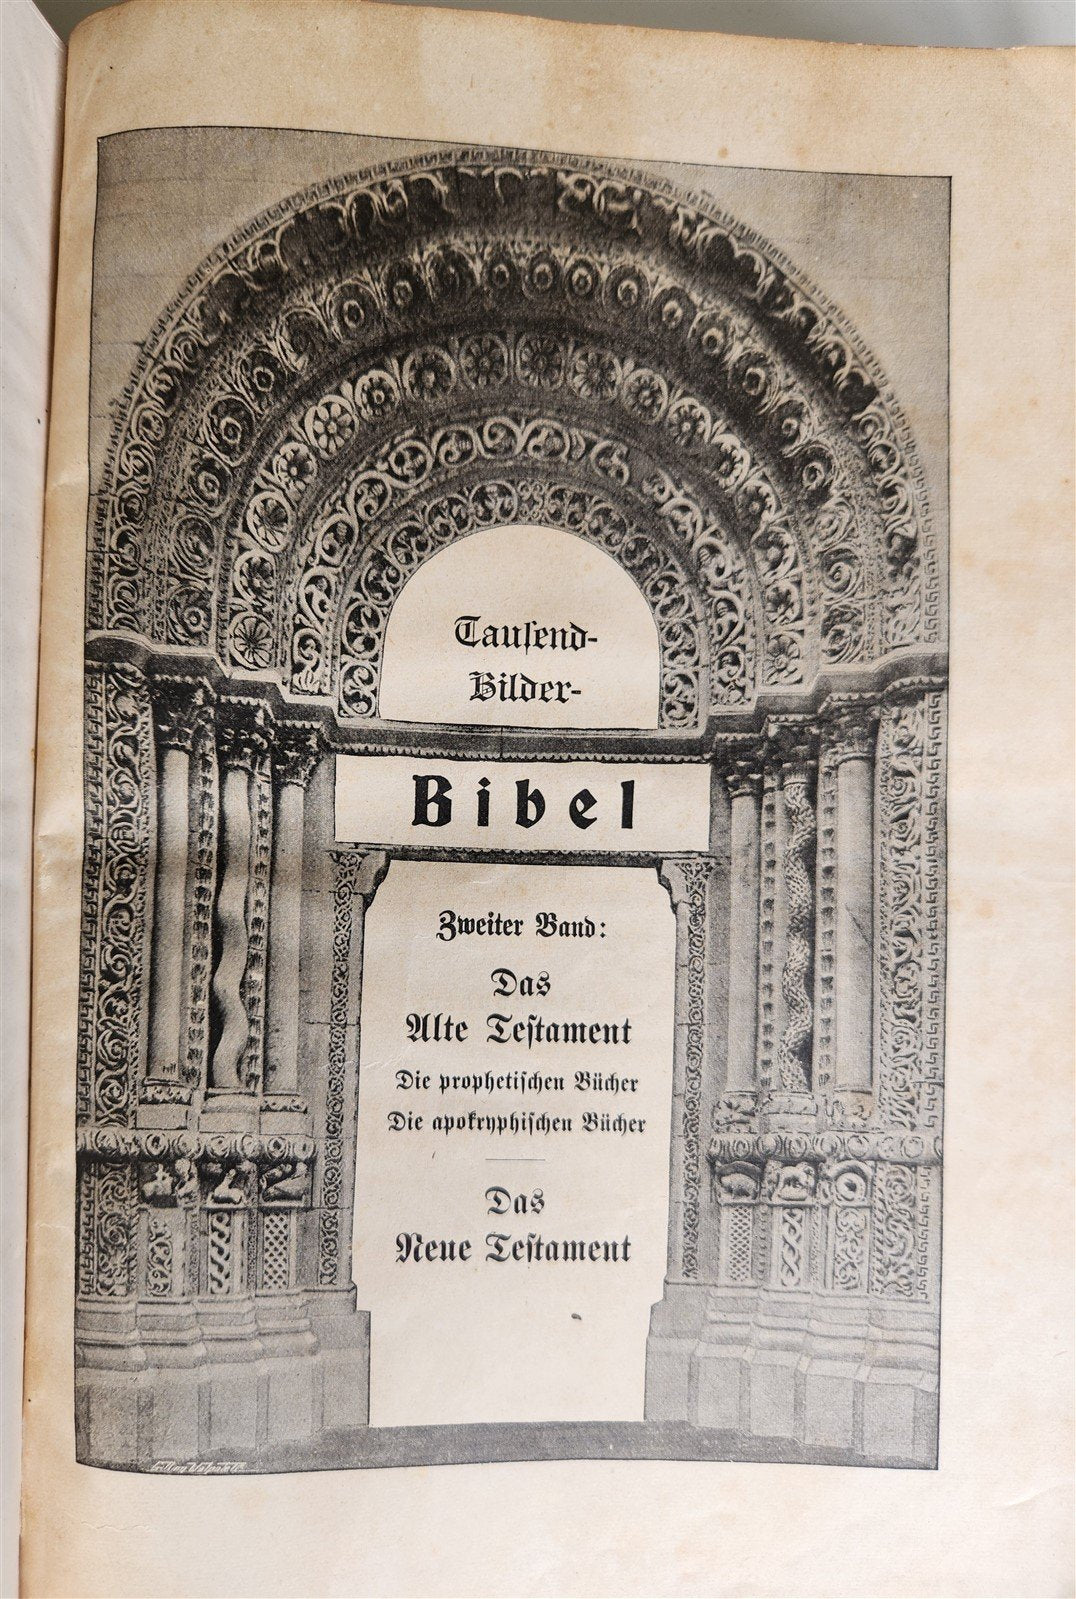 Tauſend-
Bilder-
Bibel
Zweiter Band:
Das
Alte Teſtament
Die prophetiſchen Bücher
Die apokryphiſchen Bücher
Das
Neue Teſtament